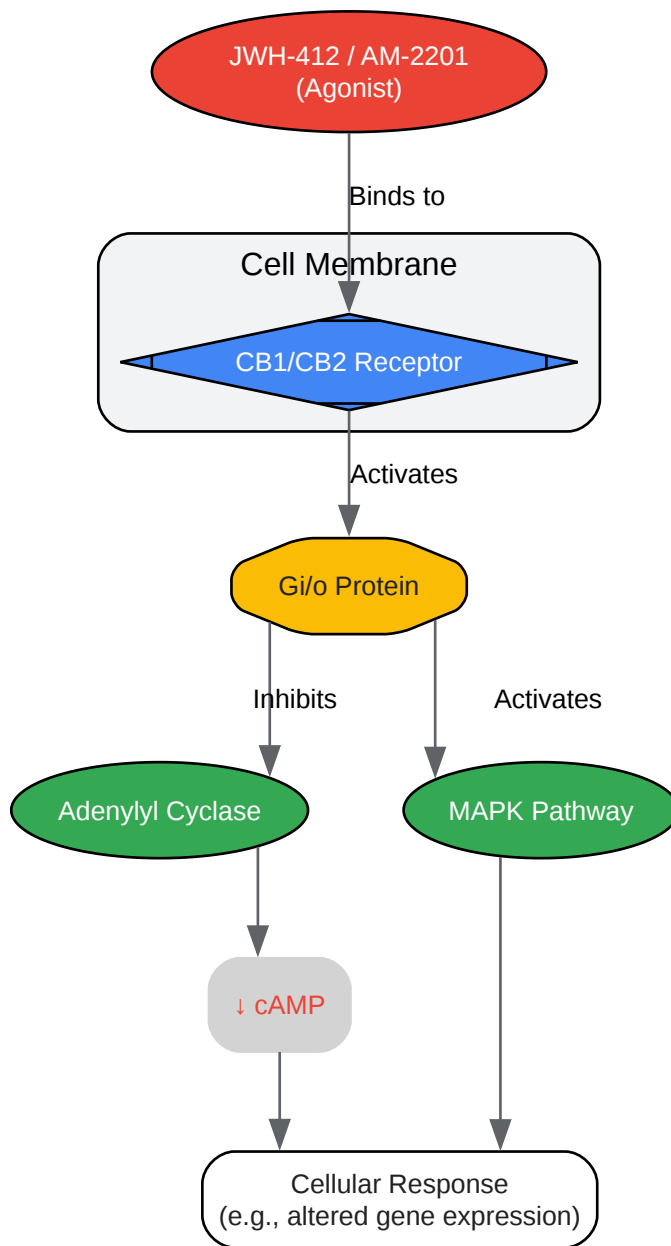 JWH-412 / AM-2201
(Agonist)
Binds to
Cell Membrane
CB1/CB2 Receptor
Activates
Gi/o Protein
Inhibits
Activates
Adenylyl Cyclase
MAPK Pathway
↓ cAMP
Cellular Response
(e.g., altered gene expression)